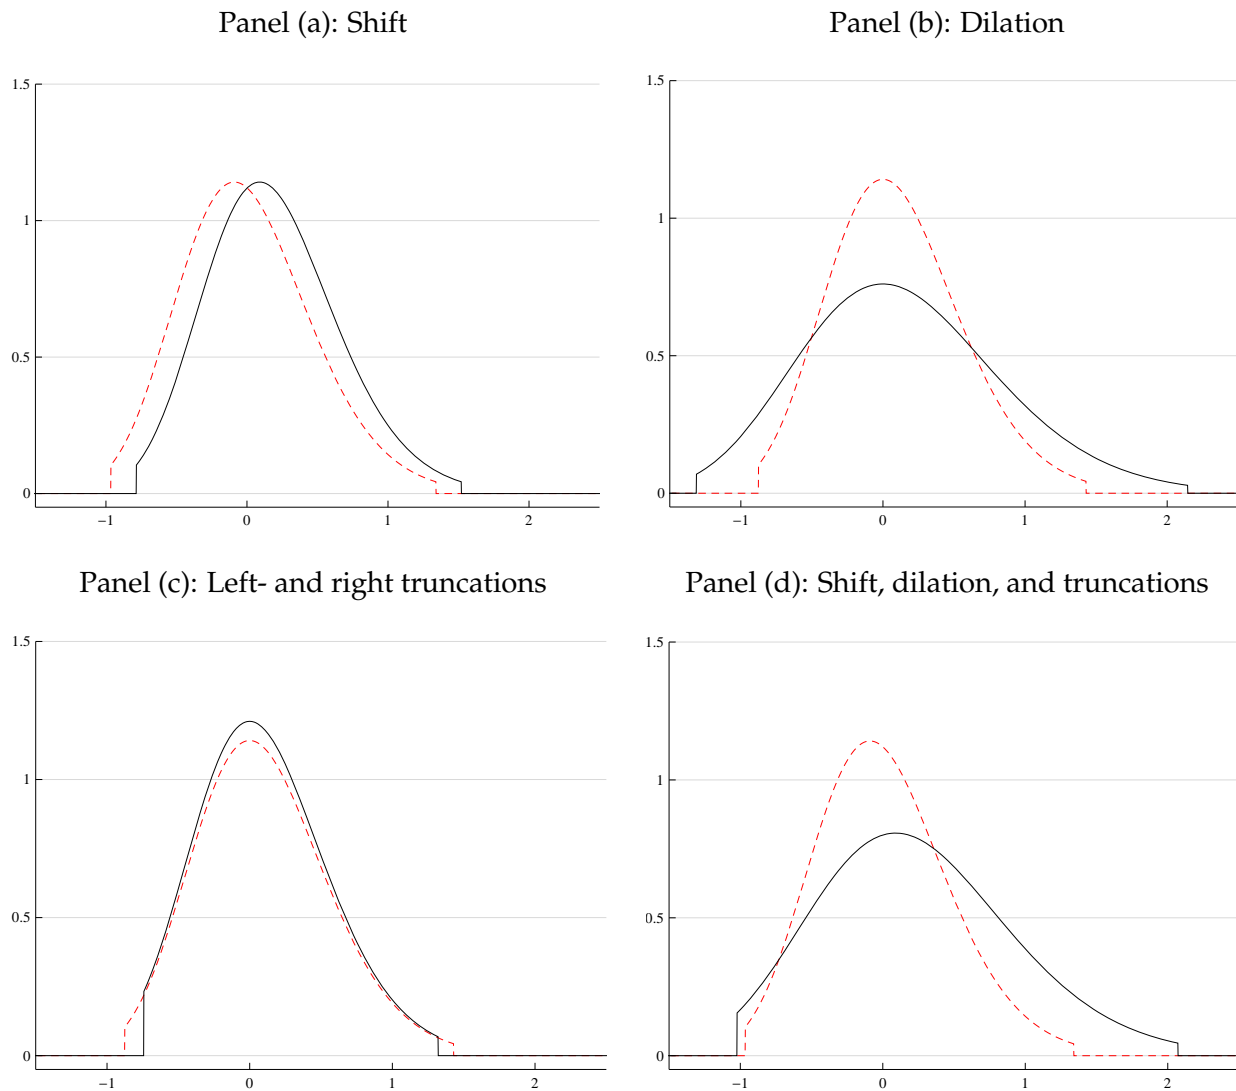 Panel (a): Shift
1.5
1
0.5
0
−1 0 1 2
Panel (b): Dilation
1.5
1
0.5
0
−1 0 1 2
Panel (c): Left- and right truncations
1.5
1
0.5
0
−1 0 1 2
Panel (d): Shift, dilation, and truncations
1.5
1
0.5
0
−1 0 1 2